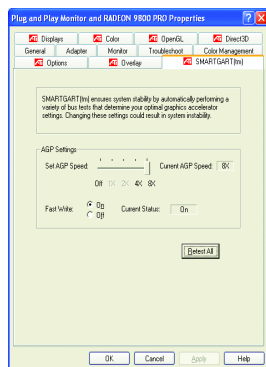 Plug and Play Monitor and RADEON 9800 PRO Properties
Displays Color OpenGL Direct3D
General Adapter Monitor Troubleshoot Color Management
Options Overlay SMARTGART(tm)
SMARTGART(tm) ensures system stability by automatically performing a
variety of bus tests that determine your optimal graphics accelerator
settings. Changing these settings could result in system instability.
AGP Settings
Set AGP Speed: Current AGP Speed: 8X
Off 1X 2X 4X 8X
Fast Write: On Current Status: On
Off
Retest All
OK Cancel Apply Help